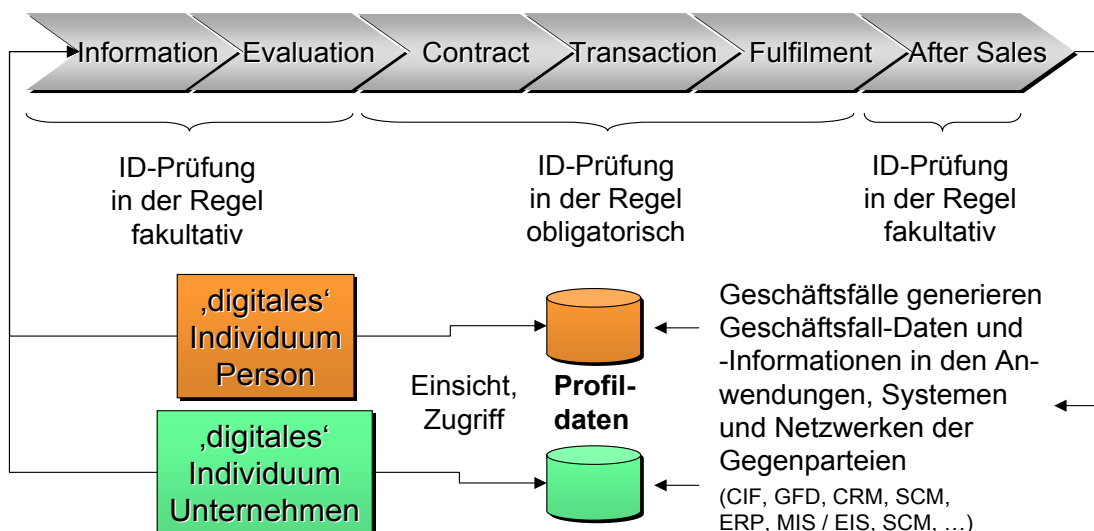 Information Evaluation Contract Transaction Fulfilment After Sales
ID-Prüfung
in der Regel
fakultativ
ID-Prüfung
in der Regel
obligatorisch
ID-Prüfung
in der Regel
fakultativ
‚digitales‘
Individuum
Person
‚digitales‘
Individuum
Unternehmen
Einsicht,
Zugriff
Profil-
daten
Geschäftsfälle generieren
Geschäftsfall-Daten und
-Informationen in den An-
wendungen, Systemen
und Netzwerken der
Gegenparteien
(CIF, GFD, CRM, SCM,
ERP, MIS / EIS, SCM, ...)